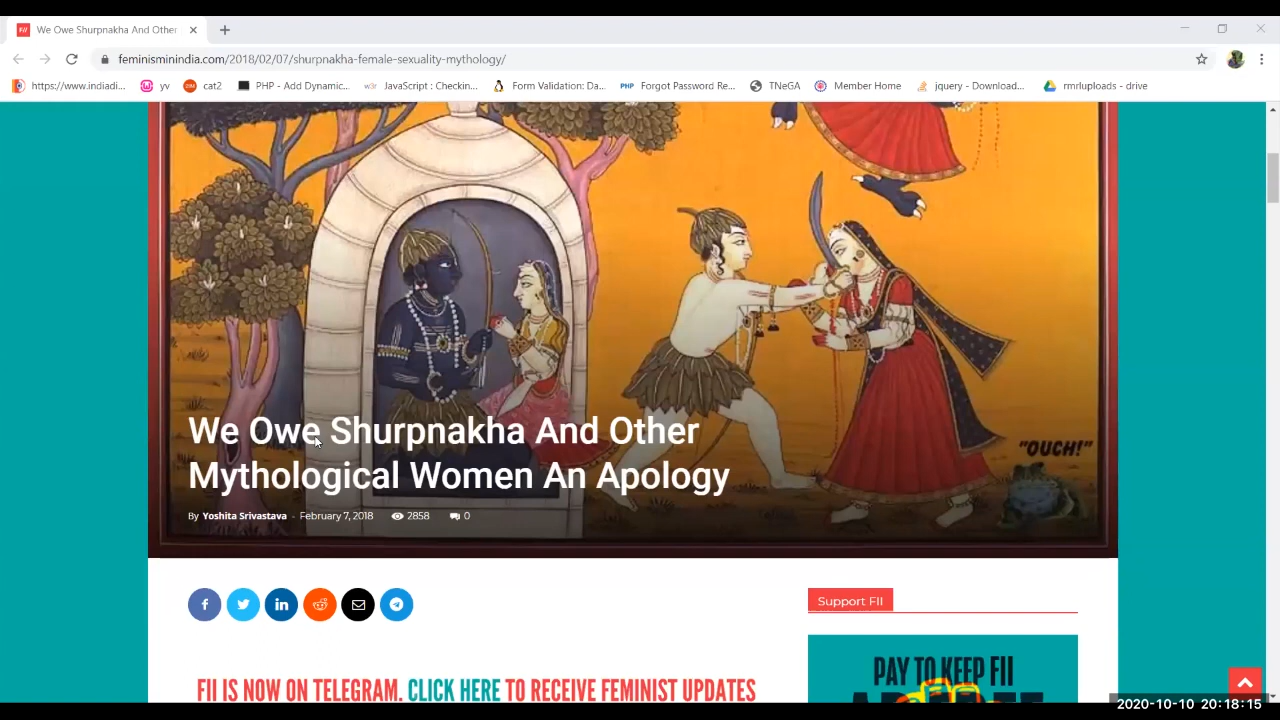 We Owe Shurpnakha And Other
feminisminindia.com/2018/02/07/shurpnakha-female-sexuality-mythology/
https://www.indiadi...
yv
cat2
PHP - Add Dynamic...
JavaScript : Checkin...
Form Validation: Da...
PHP Forgot Password Re...
TNeGA
Member Home
jquery - Download...
rmrluploads - drive
"OUCH!"
We Owe Shurpnakha And Other
Mythological Women An Apology
By Yoshita Srivastava - February 7, 2018 2858 0
Support FII
PAY TO KEEP FII
FII IS NOW ON TELEGRAM. CLICK HERE TO RECEIVE FEMINIST UPDATES
2020-10-10 20:18:15